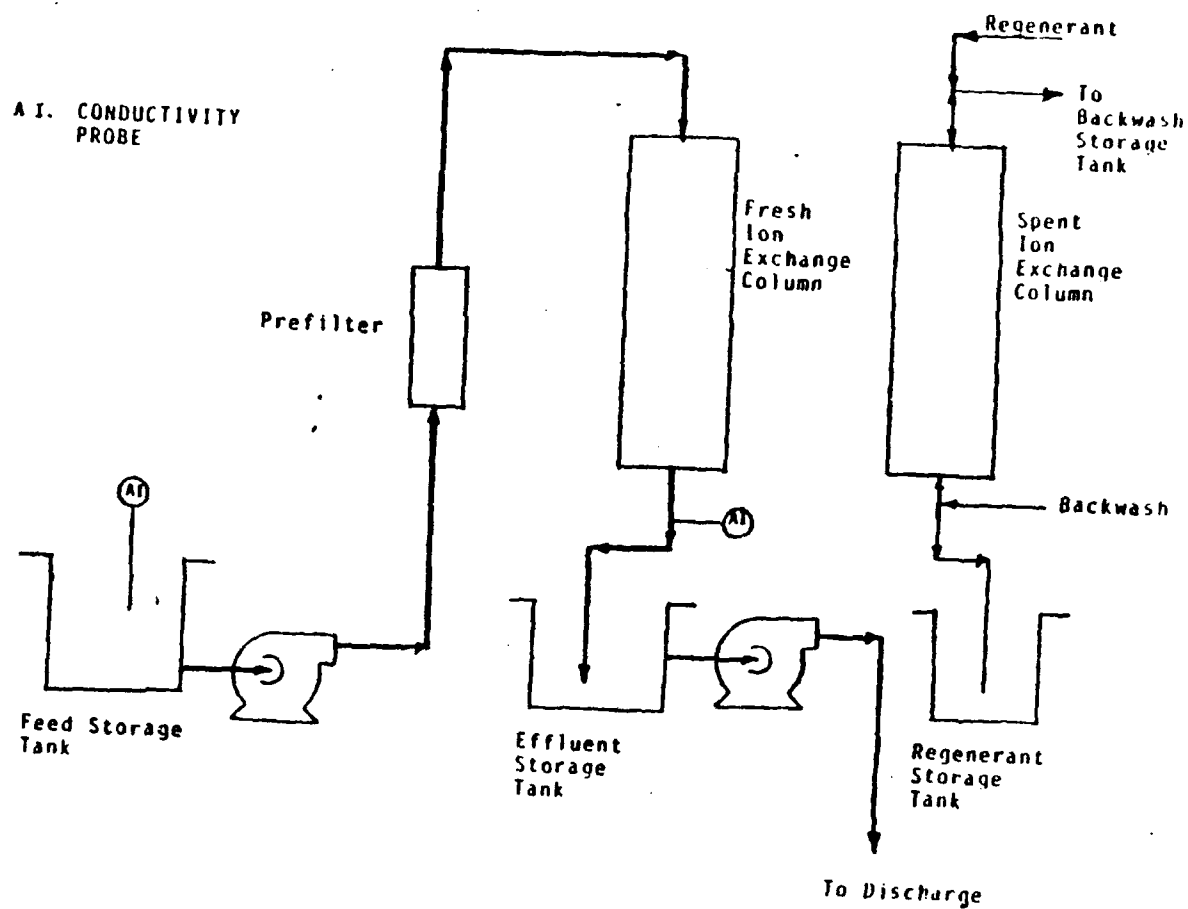 Regenerant
A I. CONDUCTIVITY
PROBE
To
Backwash
Storage
Tank
Fresh
Ion
Exchange
Column
Spent
Ion
Exchange
Column
Prefilter
AI
AI
Backwash
Feed Storage
Tank
Effluent
Storage
Tank
Regenerant
Storage
Tank
To Discharge